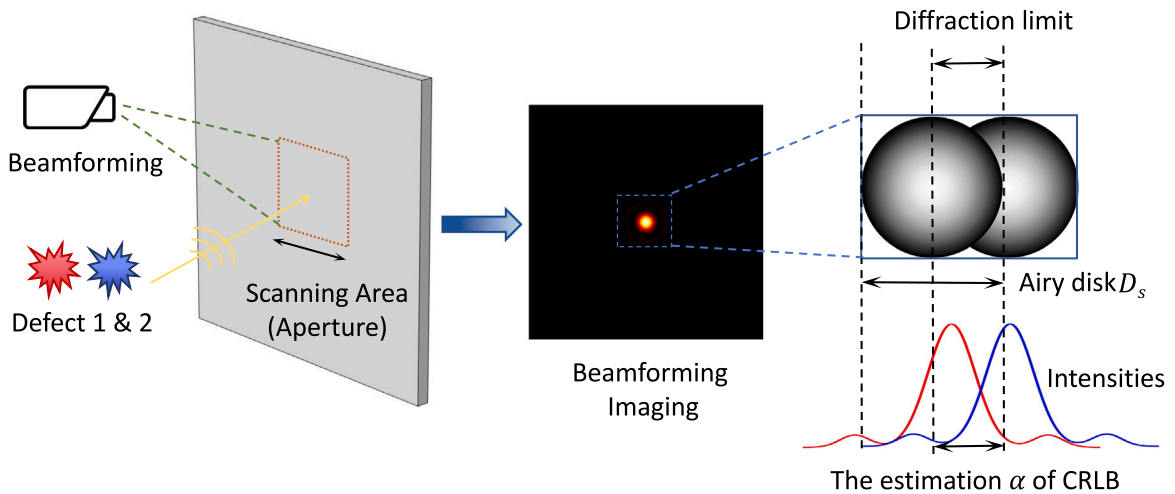 Diffraction limit
Beamforming
Defect 1 & 2
Scanning Area
(Aperture)
Beamforming
Imaging
Airy disk D_s
Intensities
The estimation α of CRLB